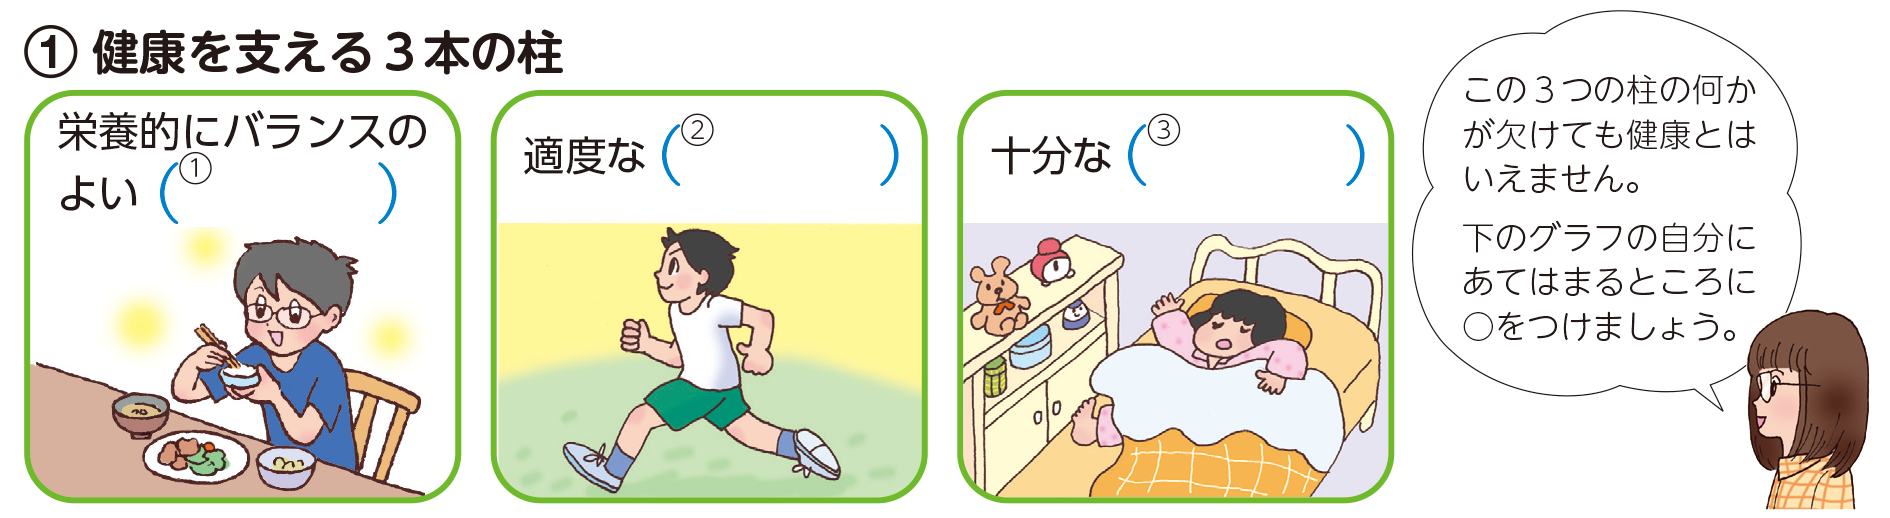 ① 健康を支える３本の柱
栄養的にバランスの
よい（①　　　　）
適度な（②　　　　）
十分な（③　　　　）
この３つの柱の何か
が欠けても健康とは
いえません。
下のグラフの自分に
あてはまるところに
○をつけましょう。